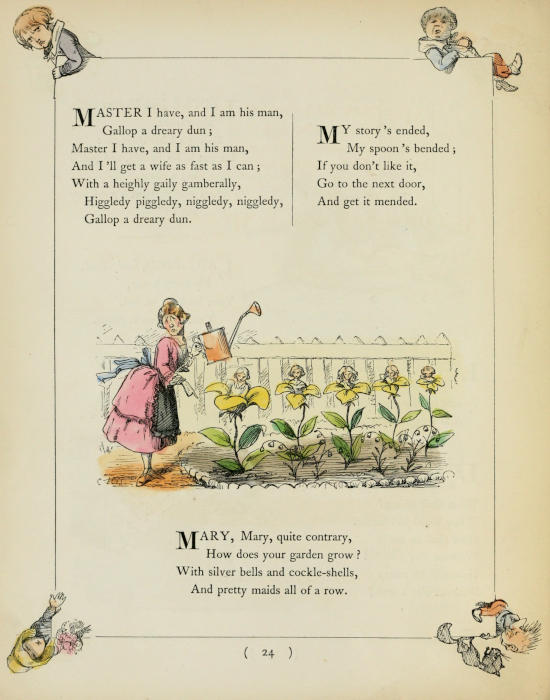 MASTER I have, and I am his man,
Gallop a dreary dun ;
Master I have, and I am his man,
And I 'll get a wife as fast as I can ;
With a heighly gaily gamberally,
Higgledy piggledy, niggledy, niggledy,
Gallop a dreary dun.
MY story 's ended,
My spoon 's bended ;
If you don't like it,
Go to the next door,
And get it mended.
MARY, Mary, quite contrary,
How does your garden grow ?
With silver bells and cockle-shells,
And pretty maids all of a row.
( 24 )